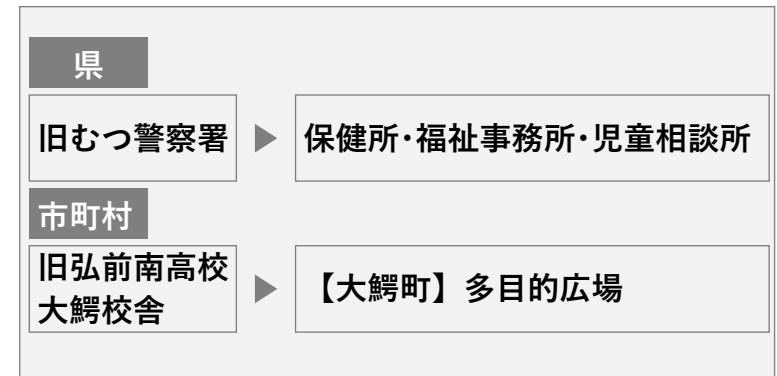 県
旧むつ警察署 ▶ 保健所･福祉事務所･児童相談所
市町村
旧弘前南高校
大鰐校舎 ▶ 【大鰐町】多目的広場